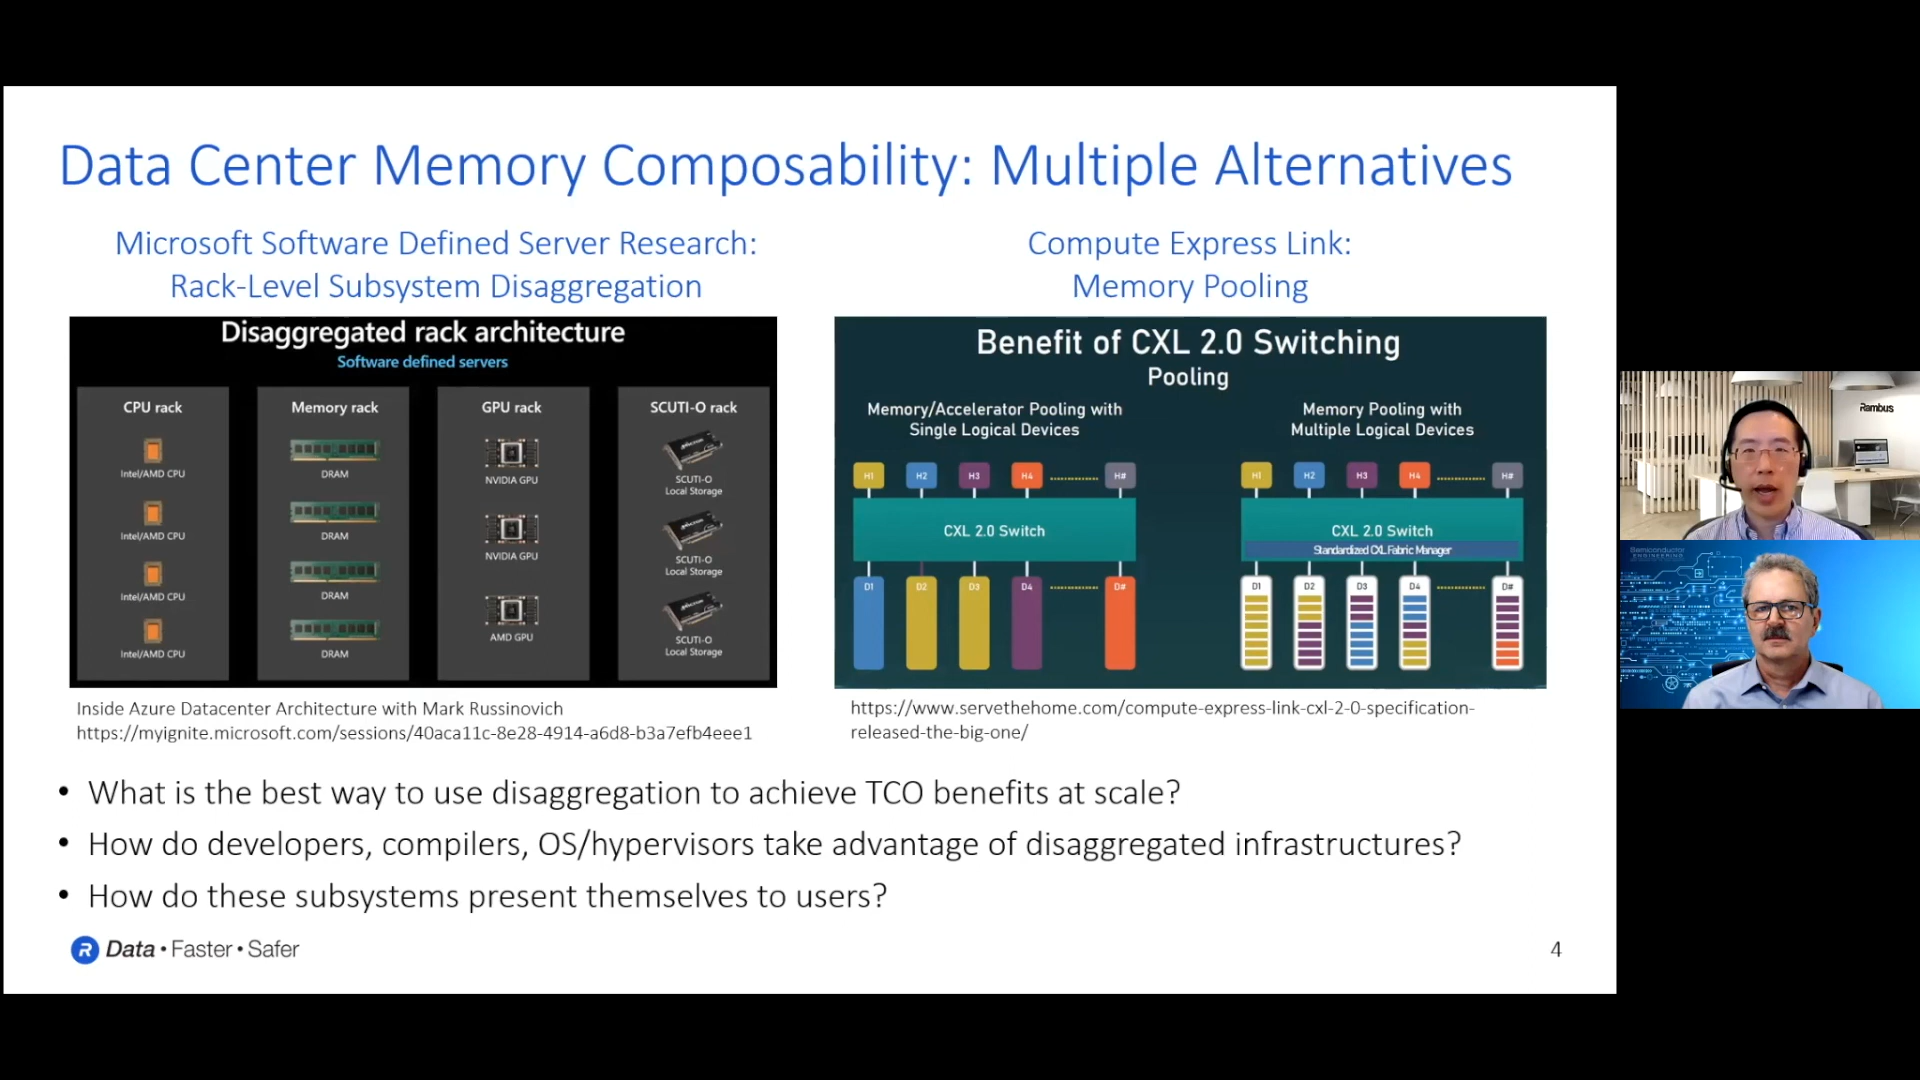 Data Center Memory Composability: Multiple Alternatives
Microsoft Software Defined Server Research:
Rack-Level Subsystem Disaggregation
Disaggregated rack architecture
Software defined servers
CPU rack
Intel/AMD CPU
Intel/AMD CPU
Intel/AMD CPU
Intel/AMD CPU
Memory rack
DRAM
DRAM
DRAM
DRAM
GPU rack
NVIDIA GPU
NVIDIA GPU
AMD GPU
SCUTI-O rack
SCUTI-O
Local Storage
SCUTI-O
Local Storage
SCUTI-O
Local Storage
Inside Azure Datacenter Architecture with Mark Russinovich
https://myignite.microsoft.com/sessions/40aca11c-8e28-4914-a6d8-b3a7efb4eee1
Compute Express Link:
Memory Pooling
Benefit of CXL 2.0 Switching
Pooling
Memory/Accelerator Pooling with
Single Logical Devices
H1 H2 H3 H4 H#
CXL 2.0 Switch
D1 D2 D3 D4 D#
Memory Pooling with
Multiple Logical Devices
H1 H2 H3 H4 H#
CXL 2.0 Switch
Standardized CXL Fabric Manager
D1 D2 D3 D4 D#
https://www.servethehome.com/compute-express-link-cxl-2-0-specification-
released-the-big-one/
• What is the best way to use disaggregation to achieve TCO benefits at scale?
• How do developers, compilers, OS/hypervisors take advantage of disaggregated infrastructures?
• How do these subsystems present themselves to users?
R Data • Faster • Safer
4
Rambus
Semiconductor
ENGINEERING